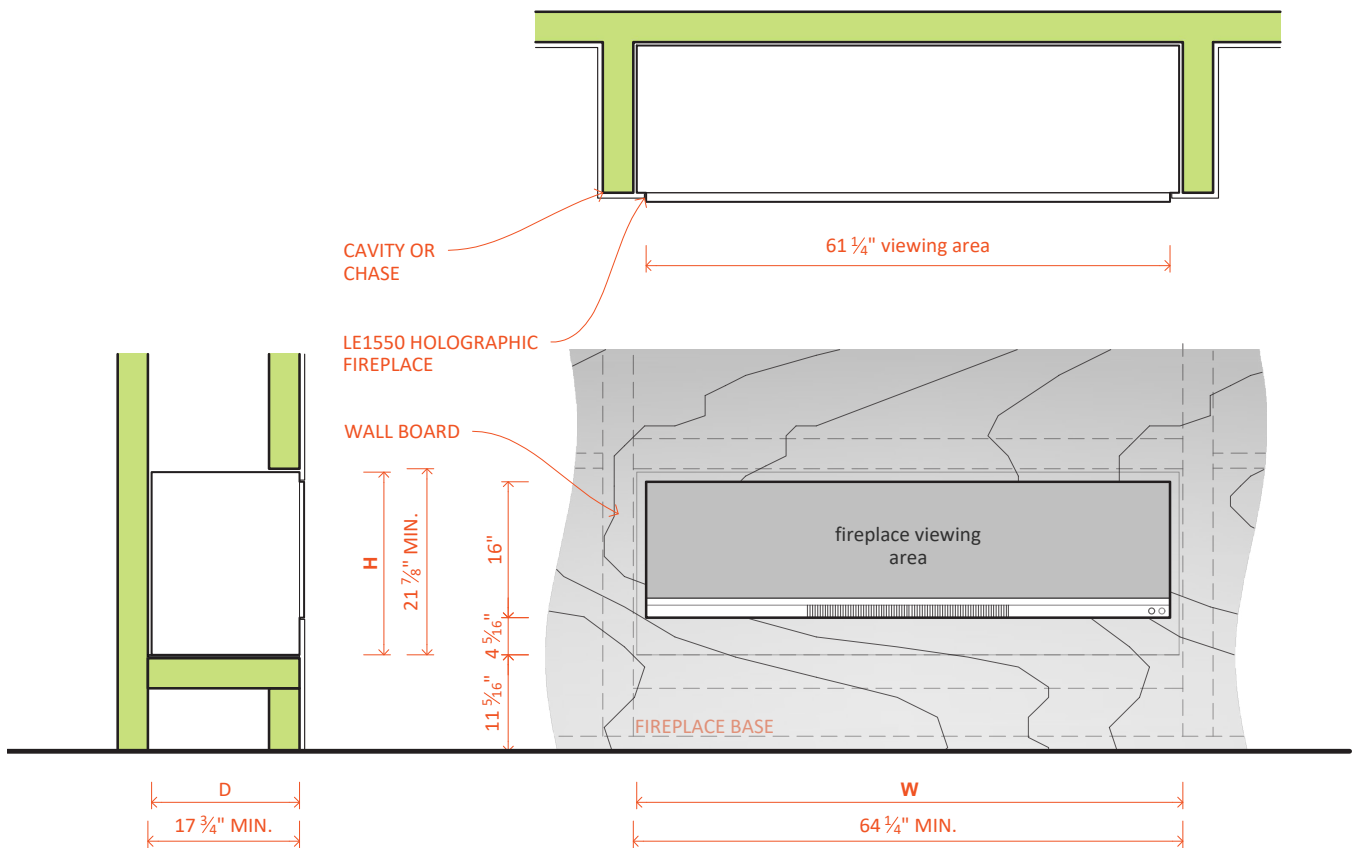 CAVITY OR
CHASE
61 ¼" viewing area
LE1550 HOLOGRAPHIC
FIREPLACE
WALL BOARD
fireplace viewing
area
H
21 ⅞" MIN.
16"
4 5⁄16"
11 5⁄16"
FIREPLACE BASE
D
17 ¾" MIN.
W
64 ¼" MIN.